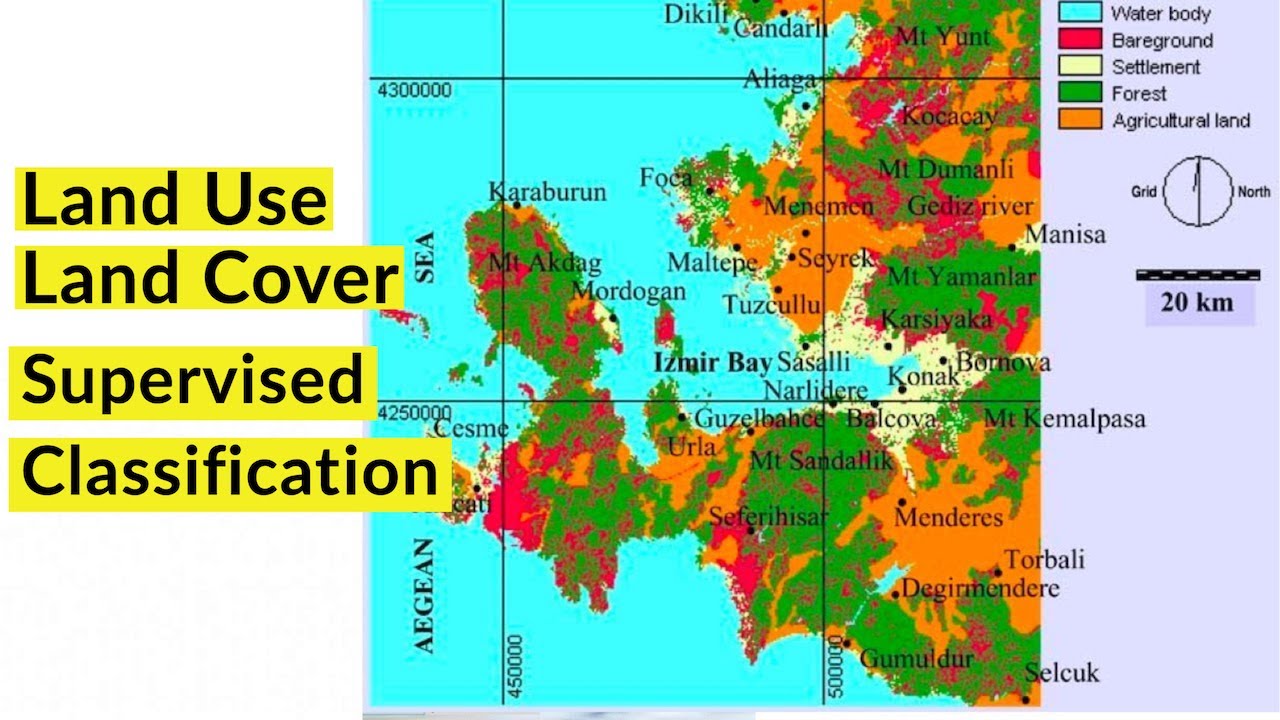 Land Use
Land Cover
Supervised
Classification
Dikili
Candarli
Mt Yunt
Aliaga
4300000
Kocacay
Mt Dumanli
Foca
Karaburun
Menemen
Gediz river
Manisa
SEA
Mt Akdag
Maltepe
Seyrek
Mt Yamanlar
Mordogan
Tuzcullu
Karsiyaka
Izmir Bay
Sasalli
Bornova
Narlidere
Konak
4250000
Cesme
Guzelbahce
Balcova
Mt Kemalpasa
Urla
Mt Sandallik
Seferihisar
Menderes
AEGEAN
Torbali
Degirmendere
450000
500000
Gumuldur
Selcuk
Water body
Bareground
Settlement
Forest
Agricultural land
Grid
North
20 km